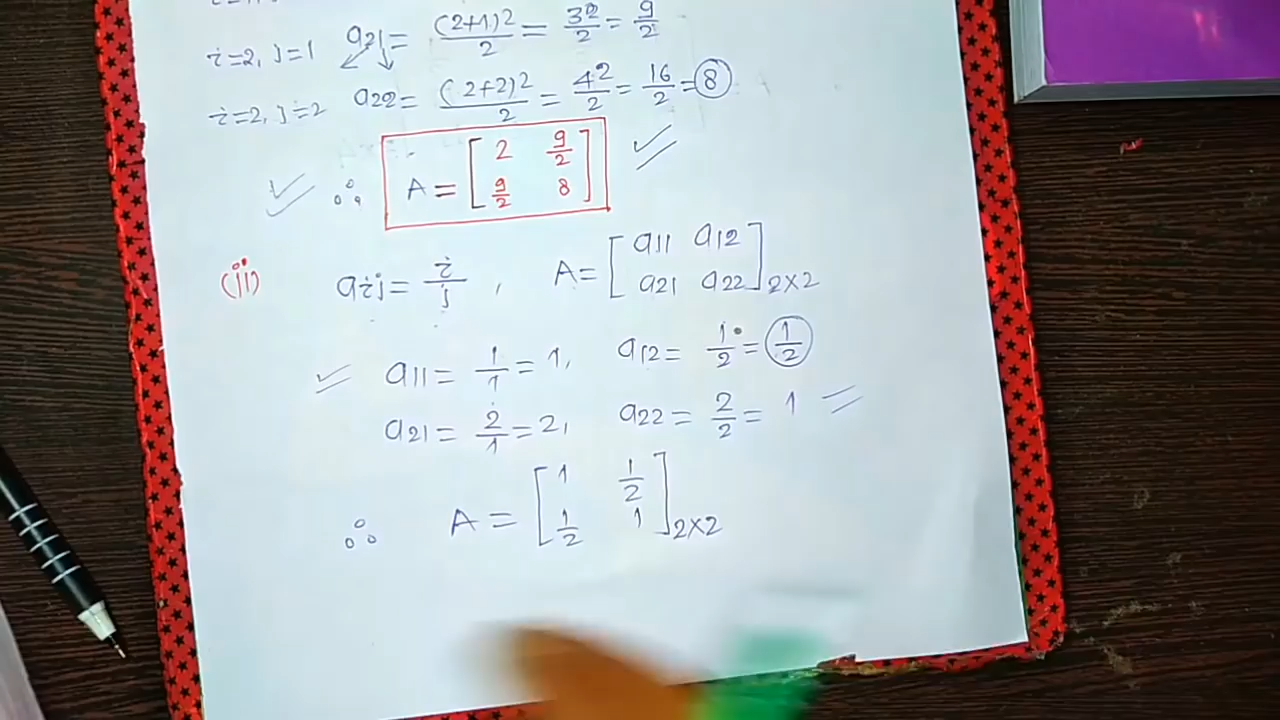 i=2, j=1 a21= (2+1)2/2 = 32/2 = 9/2
i=2, j=2 a22= (2+2)2/2 = 42/2 = 16/2 = 8
∴ A = [2 9/2
9/2 8]
(ii) aij = i/j , A= [a11 a12
a21 a22]2×2
a11= 1/1 = 1, a12= 1/2 = 1/2
a21= 2/1 = 2, a22= 2/2 = 1
∴ A = [1 1/2
1/2 1]2×2